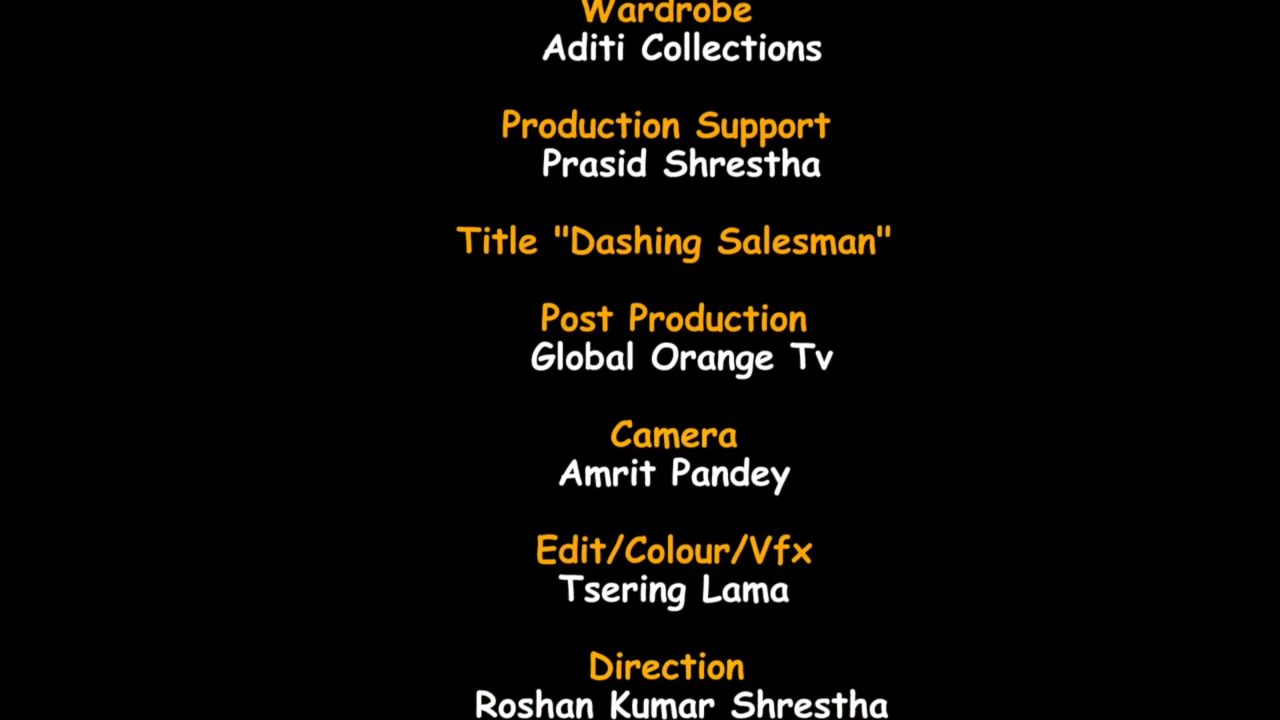 Wardrobe
Aditi Collections
Production Support
Prasid Shrestha
Title "Dashing Salesman"
Post Production
Global Orange Tv
Camera
Amrit Pandey
Edit/Colour/Vfx
Tsering Lama
Direction
Roshan Kumar Shrestha